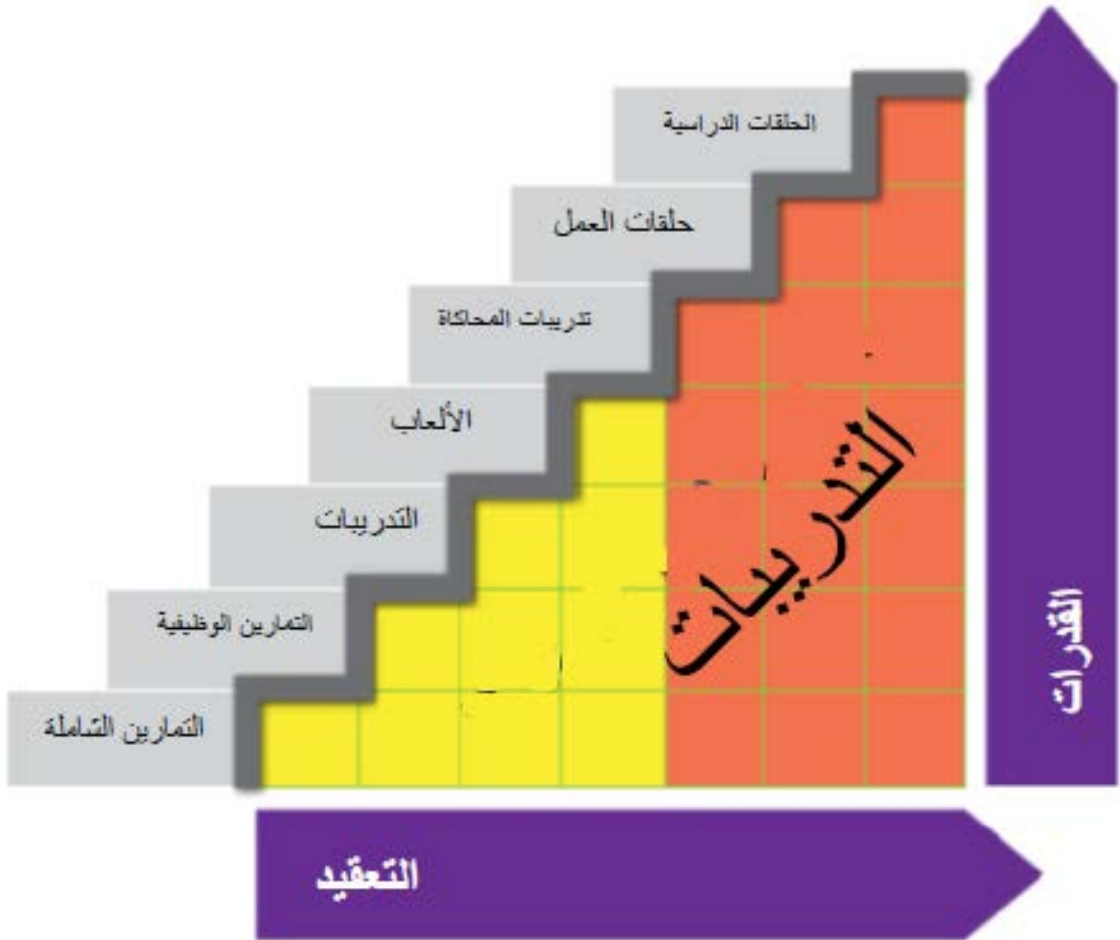 الحلقات الدراسية
حلقات العمل
تدريبات المحاكاة
الألعاب
التدريبات
التمارين الوظيفية
التمارين الشاملة
التدريبات
القدرات
التعقيد